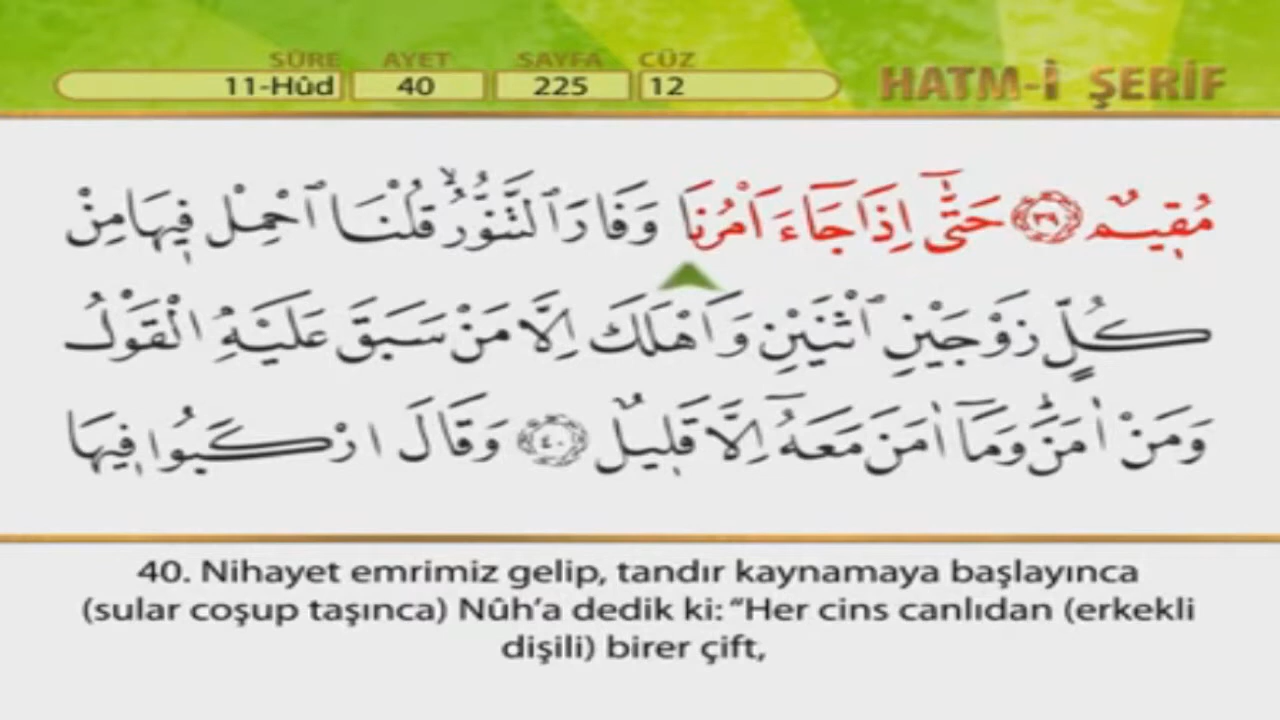 SÛRE AYET SAYFA CÜZ
11-Hûd 40 225 12
HATM-İ ŞERİF
مُقِيمٌ ﴿٣٩﴾ حَتّٰٓى اِذَا جَٓاءَ اَمْرُنَا وَفَارَ التَّنُّورُۙ قُلْنَا احْمِلْ فِيهَا مِنْ
كُلٍّ زَوْجَيْنِ اثْنَيْنِ وَاَهْلَكَ اِلَّا مَنْ سَبَقَ عَلَيْهِ الْقَوْلُ
وَمَنْ اٰمَنَۜ وَمَٓا اٰمَنَ مَعَهُٓ اِلَّا قَلِيلٌ ﴿٤٠﴾ وَقَالَ ارْكَبُوا فِيهَا
40. Nihayet emrimiz gelip, tandır kaynamaya başlayınca
(sular coşup taşınca) Nûh’a dedik ki: “Her cins canlıdan (erkekli
dişili) birer çift,